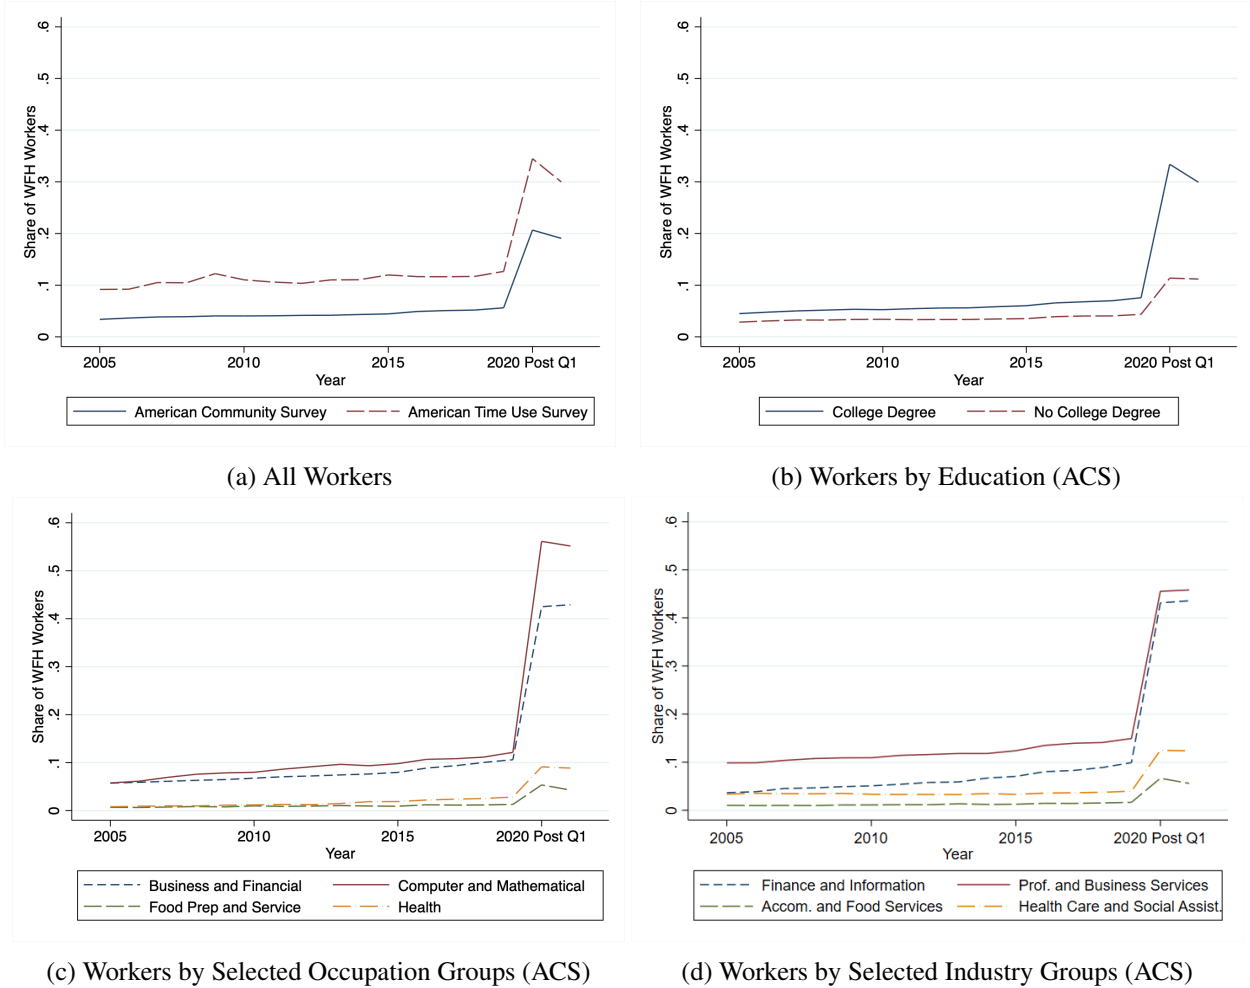 .6
.5
.4
.3
.2
.1
0
Share of WFH Workers
2005
2010
2015
2020 Post Q1
Year
American Community Survey
American Time Use Survey
(a) All Workers
.6
.5
.4
.3
.2
.1
0
Share of WFH Workers
2005
2010
2015
2020 Post Q1
Year
College Degree
No College Degree
(b) Workers by Education (ACS)
.6
.5
.4
.3
.2
.1
0
Share of WFH Workers
2005
2010
2015
2020 Post Q1
Year
Business and Financial
Computer and Mathematical
Food Prep and Service
Health
(c) Workers by Selected Occupation Groups (ACS)
.6
.5
.4
.3
.2
.1
0
Share of WFH Workers
2005
2010
2015
2020 Post Q1
Year
Finance and Information
Prof. and Business Services
Accom. and Food Services
Health Care and Social Assist.
(d) Workers by Selected Industry Groups (ACS)